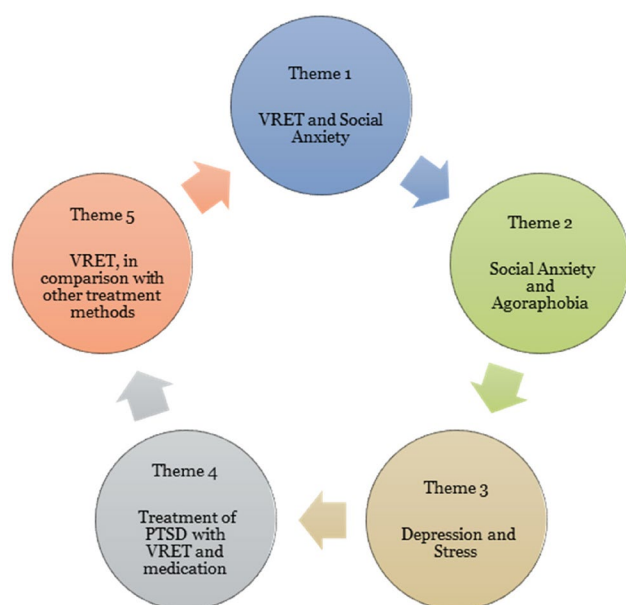 Theme 1
VRET and Social
Anxiety
Theme 2
Social Anxiety
and
Agoraphobia
Theme 3
Depression and
Stress
Theme 4
Treatment of
PTSD with
VRET and
medication
Theme 5
VRET, in
comparison with
other treatment
methods